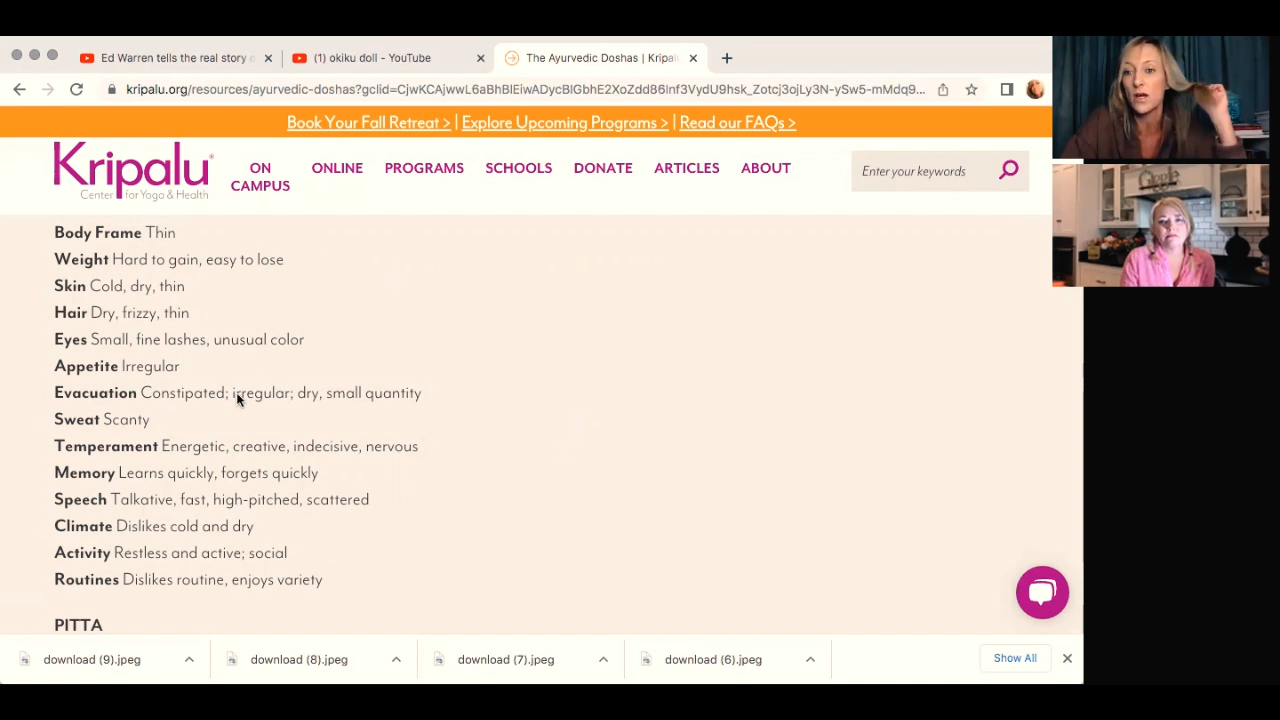 Ed Warren tells the real story o
(1) okiku doll - YouTube
The Ayurvedic Doshas | Kripalu
kripalu.org/resources/ayurvedic-doshas?gclid=CjwKCAjwwL6aBhBlEiwADycBIGbhE2XoZdd86Inf3VydU9hsk_Zotcj3ojLy3N-ySw5-mMdq9...
Book Your Fall Retreat > | Explore Upcoming Programs > | Read our FAQs >
Kripalu®
Center for Yoga & Health
ON CAMPUS
ONLINE
PROGRAMS
SCHOOLS
DONATE
ARTICLES
ABOUT
Enter your keywords
Body Frame Thin
Weight Hard to gain, easy to lose
Skin Cold, dry, thin
Hair Dry, frizzy, thin
Eyes Small, fine lashes, unusual color
Appetite Irregular
Evacuation Constipated; irregular; dry, small quantity
Sweat Scanty
Temperament Energetic, creative, indecisive, nervous
Memory Learns quickly, forgets quickly
Speech Talkative, fast, high-pitched, scattered
Climate Dislikes cold and dry
Activity Restless and active; social
Routines Dislikes routine, enjoys variety
PITTA
download (9).jpeg
download (8).jpeg
download (7).jpeg
download (6).jpeg
Show All